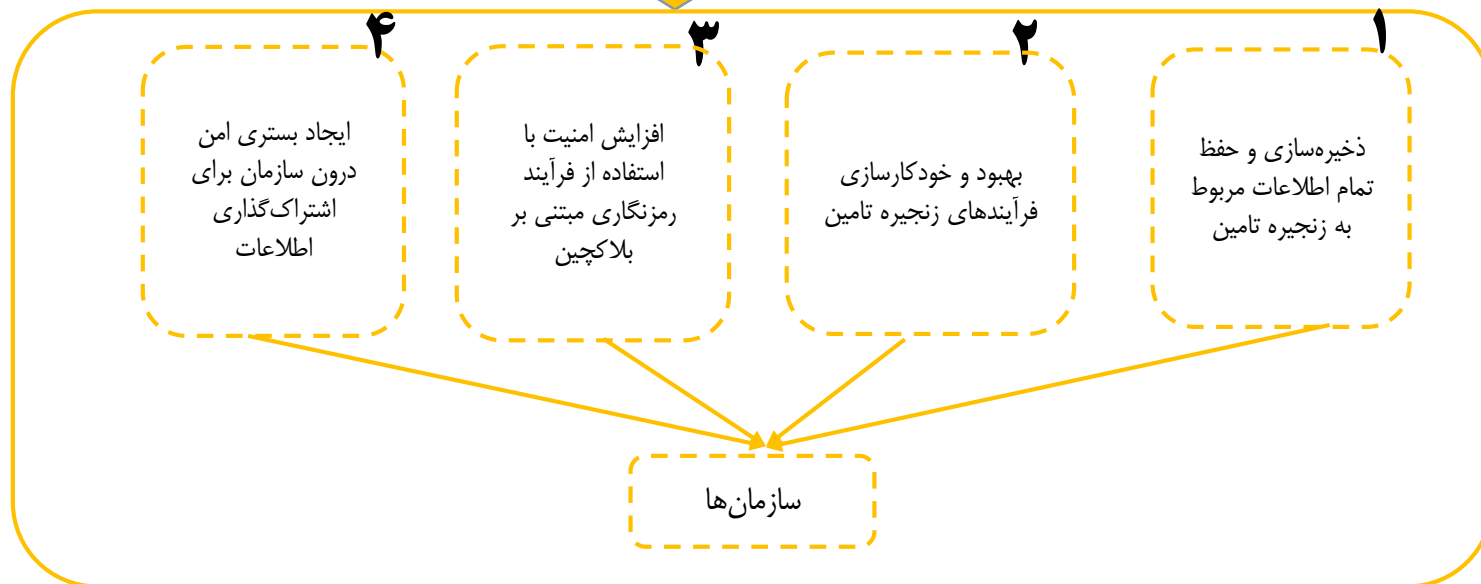 ۱
ذخیره‌سازی و حفظ
تمام اطلاعات مربوط
به زنجیره تامین
۲
بهبود و خودکارسازی
فرآیندهای زنجیره تامین
۳
افزایش امنیت با
استفاده از فرآیند
رمزنگاری مبتنی بر
بلاکچین
۴
ایجاد بستری امن
درون سازمان برای
اشتراک‌گذاری
اطلاعات
سازمان‌ها